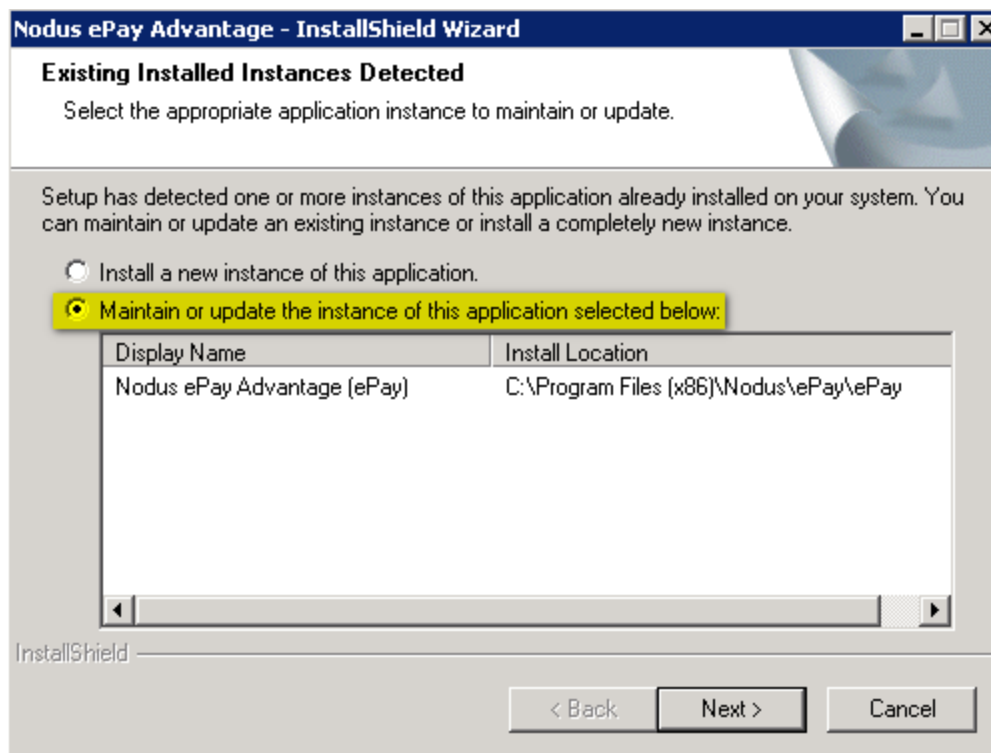 Nodus ePay Advantage - InstallShield Wizard
Existing Installed Instances Detected
Select the appropriate application instance to maintain or update.
Setup has detected one or more instances of this application already installed on your system. You
can maintain or update an existing instance or install a completely new instance.
Install a new instance of this application.
Maintain or update the instance of this application selected below:
Display Name Install Location
Nodus ePay Advantage (ePay) C:\Program Files (x86)\Nodus\ePay\ePay
InstallShield
< Back Next > Cancel